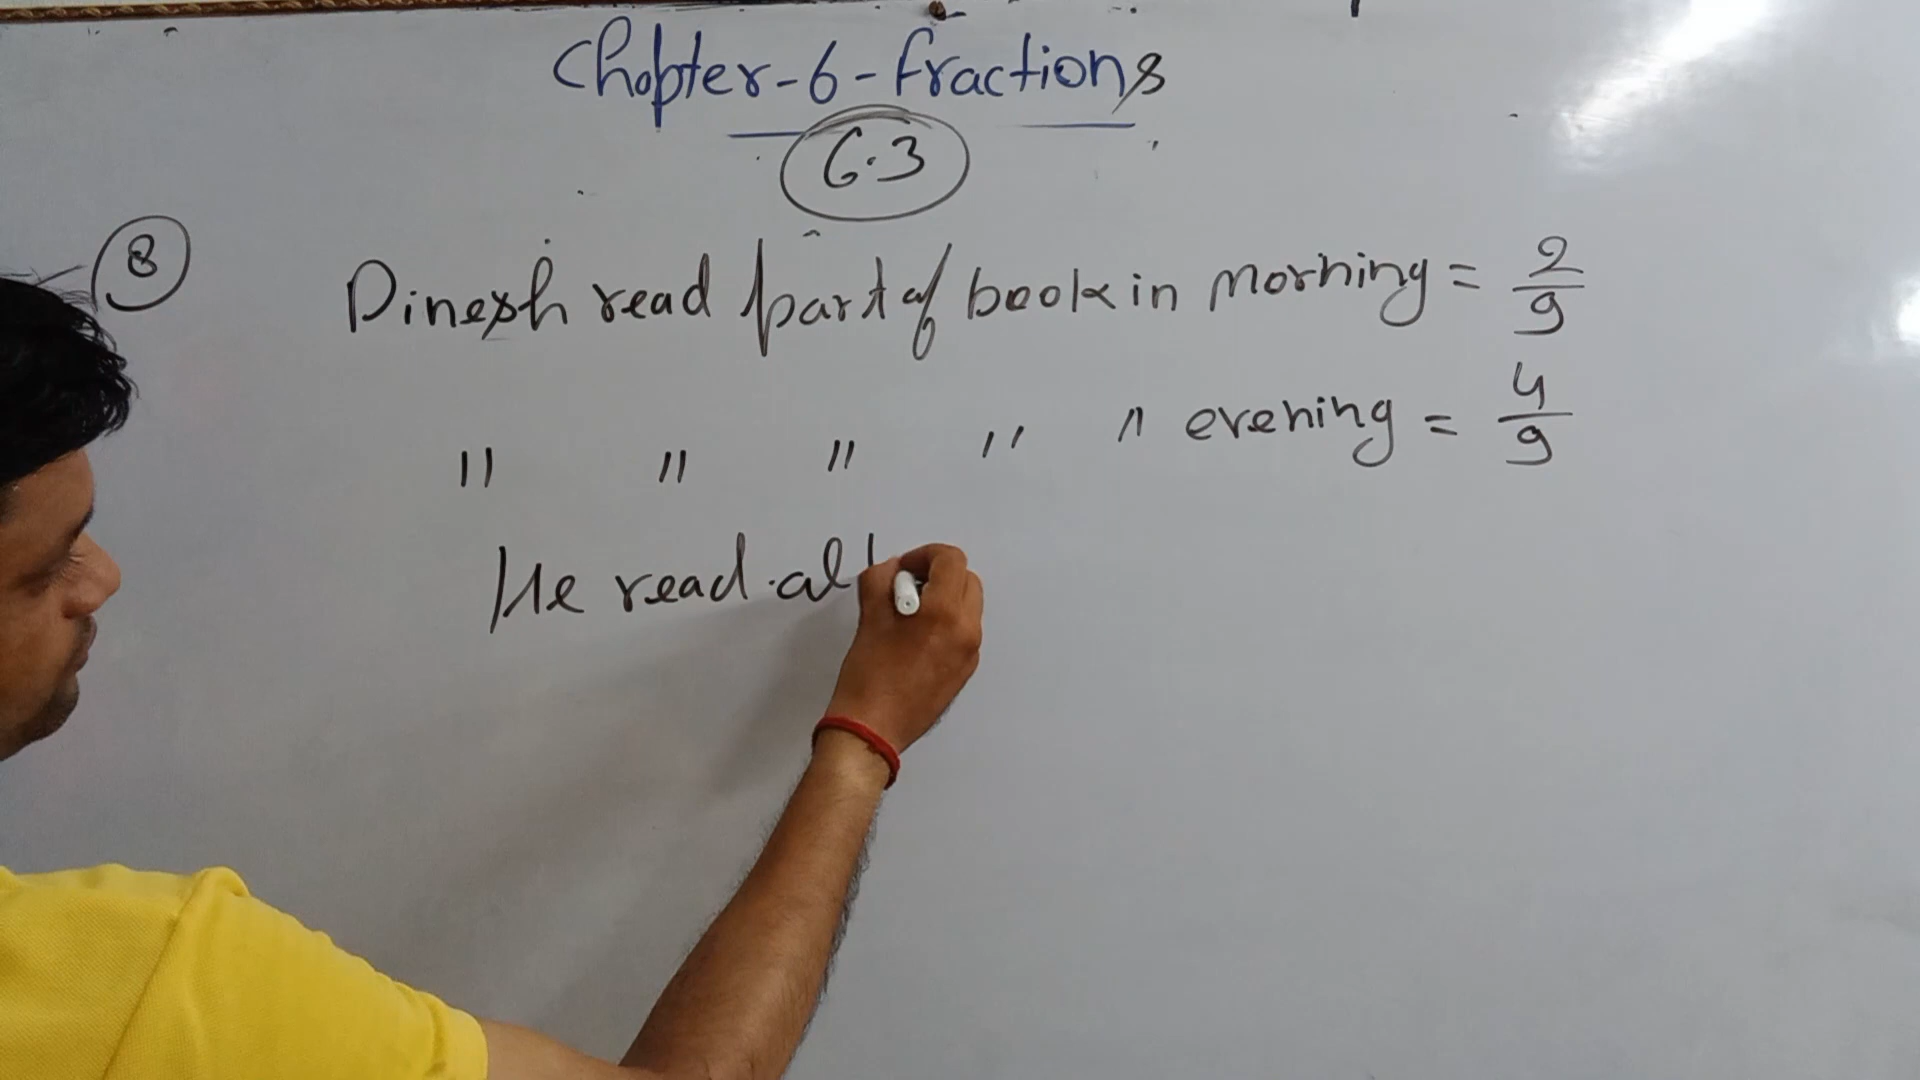 Chapter-6-fractions
6.3
8 Dinesh read part of book in morning = 2/9
" " " " " evening = 4/9
He read alt